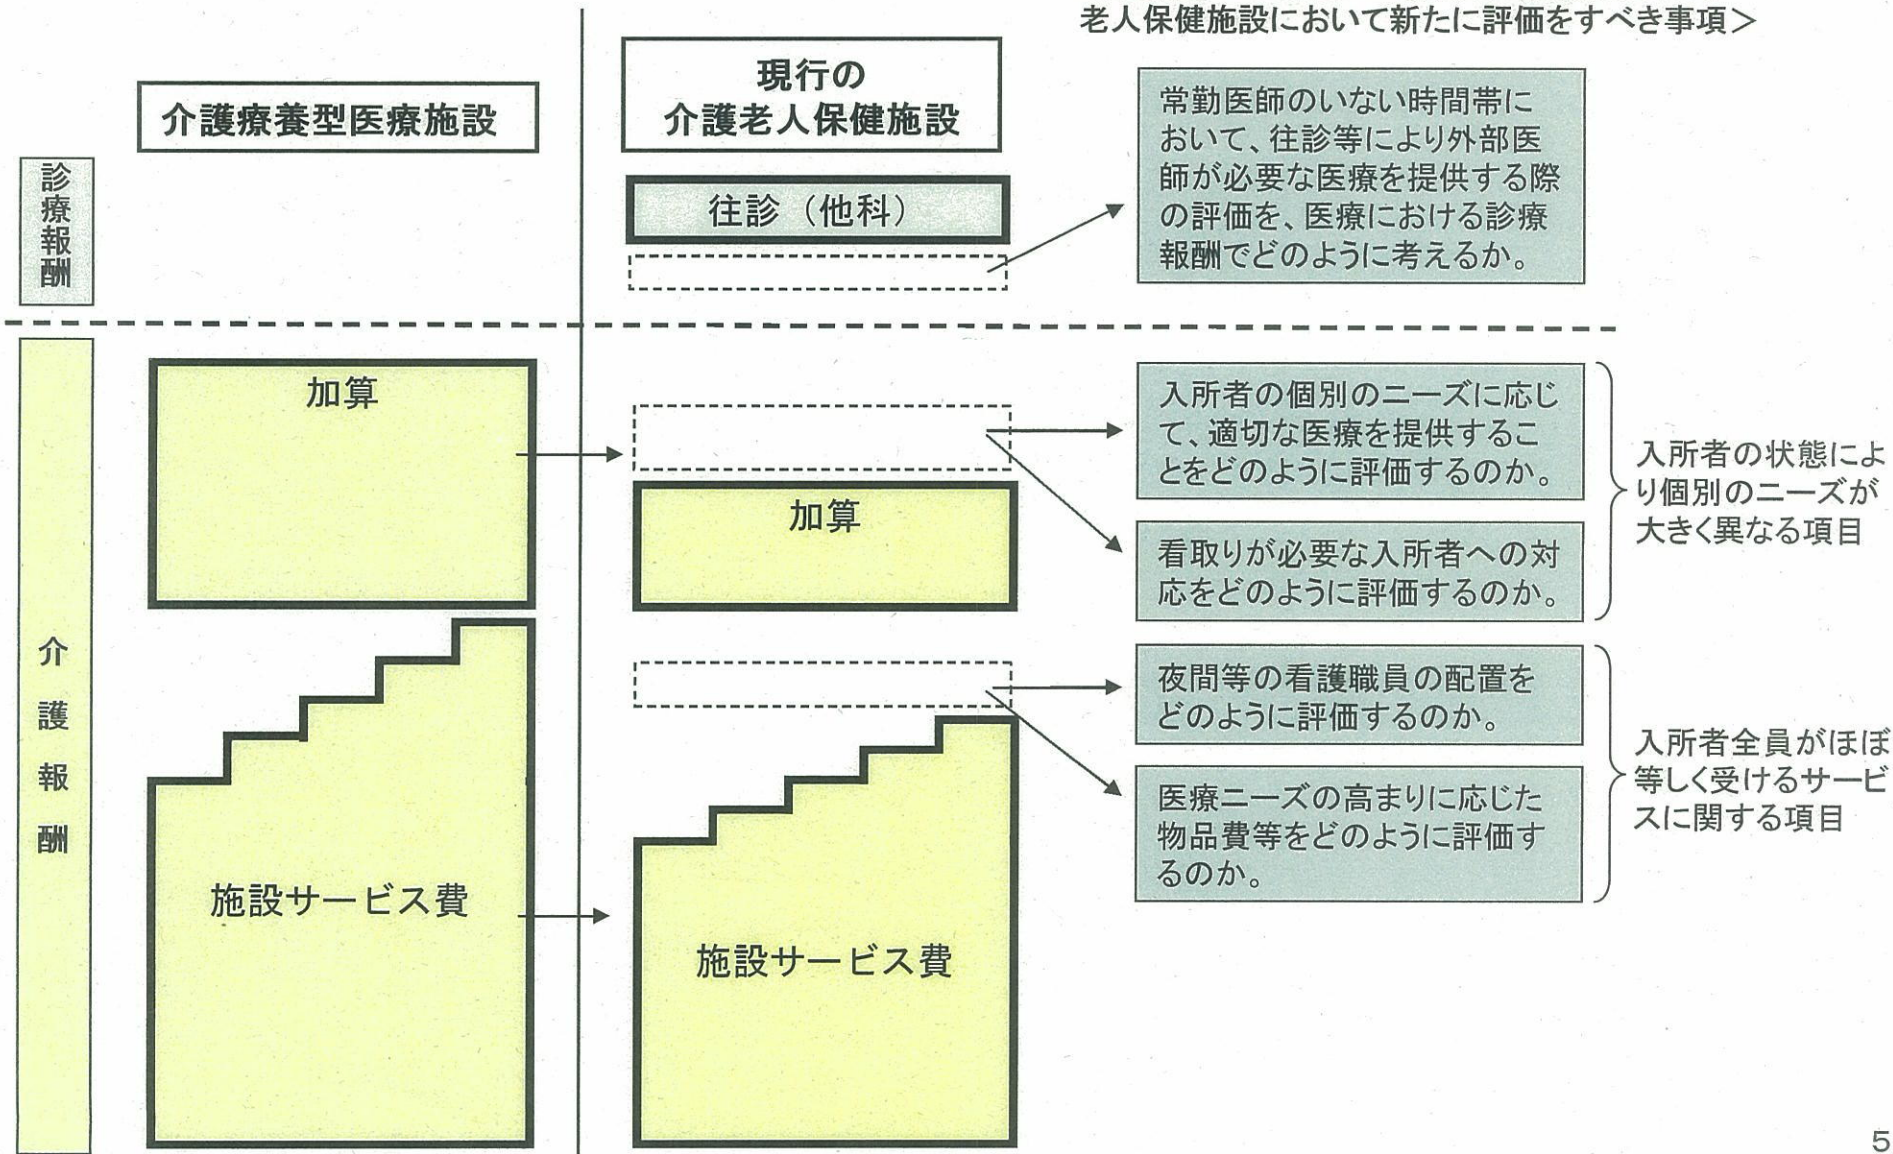 老人保健施設において新たに評価をすべき事項＞
介護療養型医療施設
現行の
介護老人保健施設
診療報酬
往診（他科）
常勤医師のいない時間帯に
おいて、往診等により外部医
師が必要な医療を提供する際
の評価を、医療における診療
報酬でどのように考えるか。
介護報酬
加算
加算
入所者の個別のニーズに応じ
て、適切な医療を提供するこ
とをどのように評価するのか。
看取りが必要な入所者への対
応をどのように評価するのか。
入所者の状態によ
り個別のニーズが
大きく異なる項目
施設サービス費
施設サービス費
夜間等の看護職員の配置を
どのように評価するのか。
医療ニーズの高まりに応じた
物品費等をどのように評価す
るのか。
入所者全員がほぼ
等しく受けるサービ
スに関する項目
5